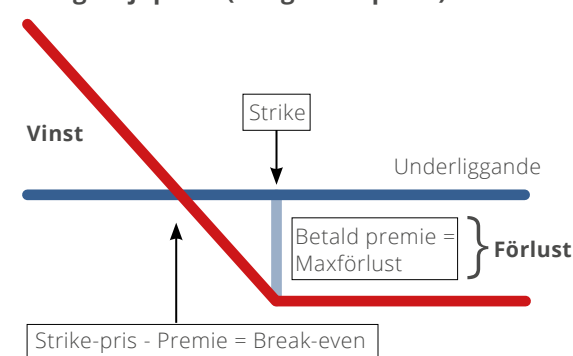 Strike
Vinst
Underliggande
Betald premie =
Maxförlust
Förlust
Strike-pris - Premie = Break-even